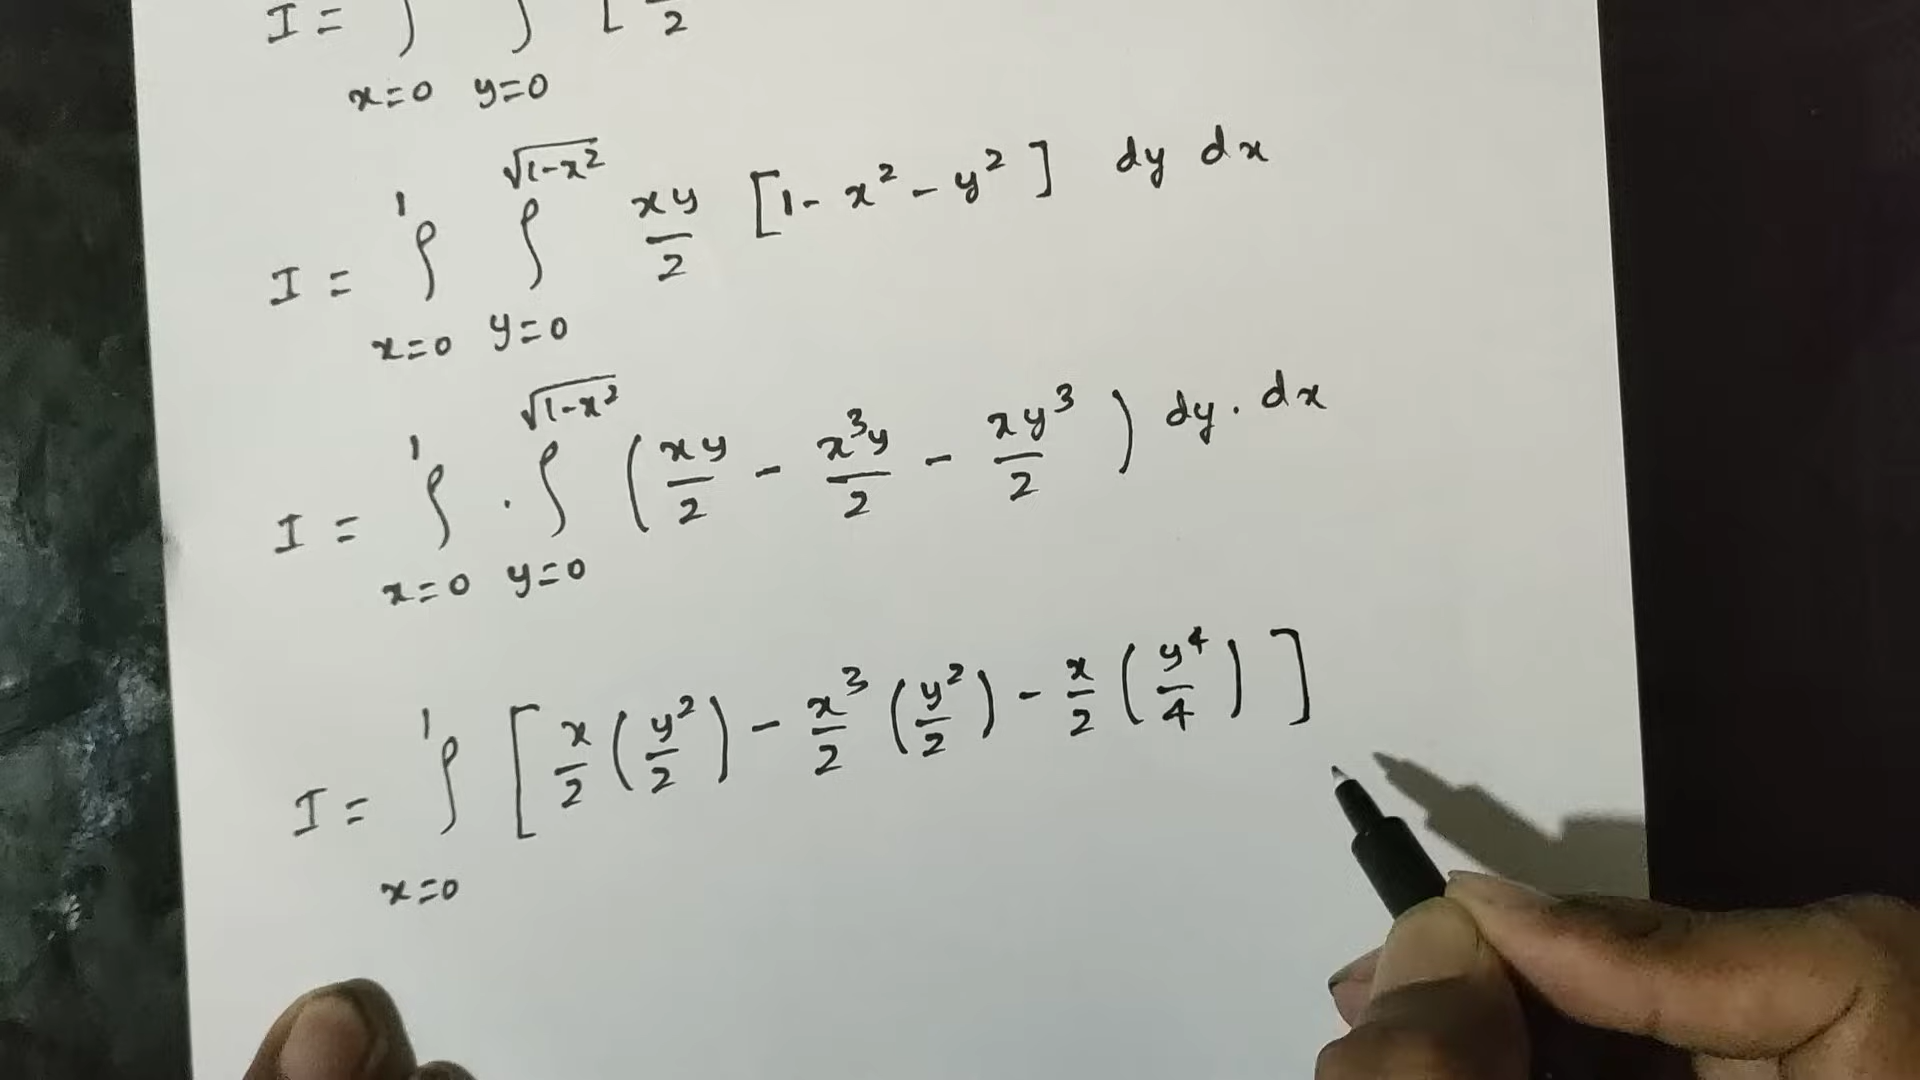 I = ∫ ∫ [ 2
x=0 y=0
I = ∫_{x=0}^{1} ∫_{y=0}^{√(1-x²)} xy/2 [1 - x² - y²] dy dx
I = ∫_{x=0}^{1} . ∫_{y=0}^{√(1-x²)} (xy/2 - x³y/2 - xy³/2) dy . dx
I = ∫_{x=0}^{1} [x/2 (y²/2) - x³/2 (y²/2) - x/2 (y⁴/4)]